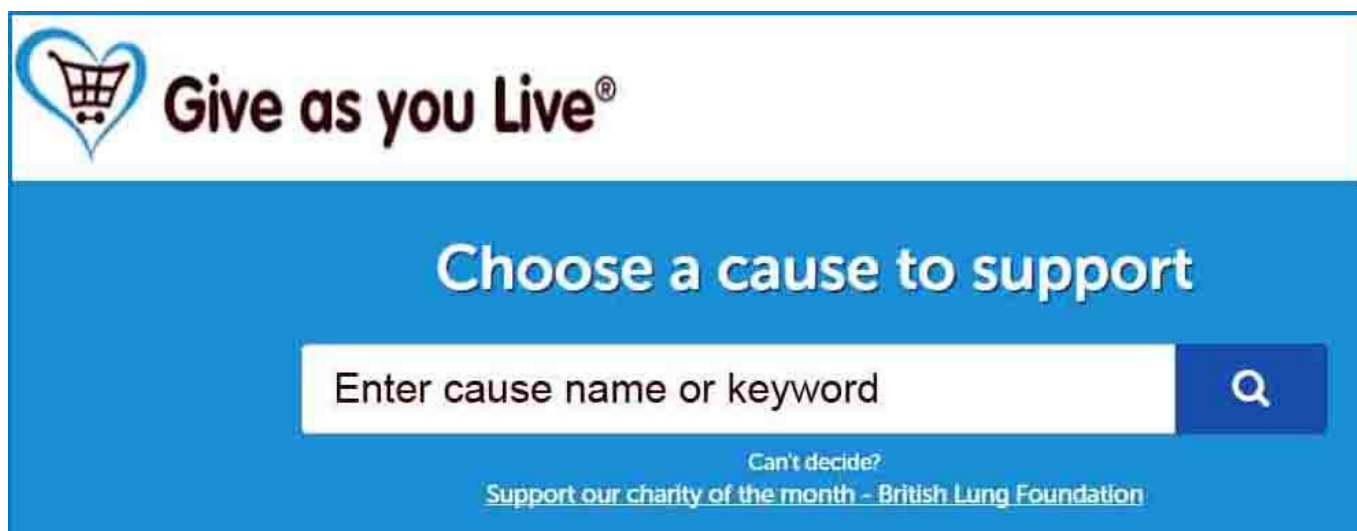 Give as you Live®
Choose a cause to support
Enter cause name or keyword
Can't decide?
Support our charity of the month - British Lung Foundation